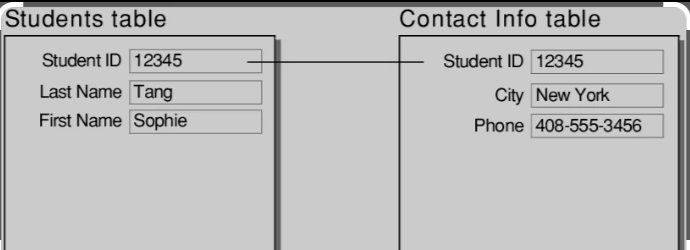 Students table
Student ID 12345
Last Name Tang
First Name Sophie
Contact Info table
Student ID 12345
City New York
Phone 408-555-3456